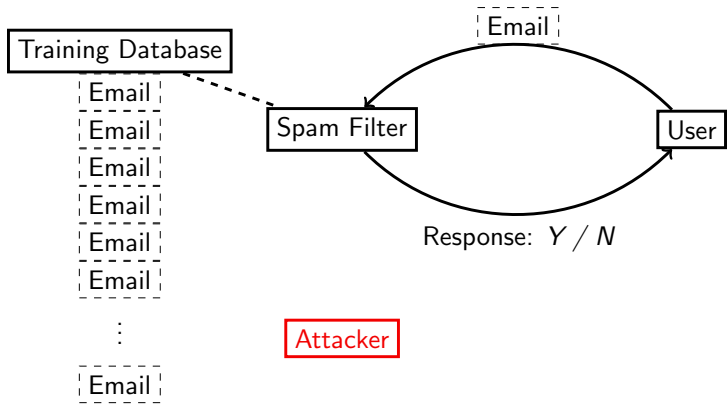 Email
Training Database
Email
Spam Filter
User
Email
Email
Email
Response: Y / N
Email
Email
⋮
Attacker
Email